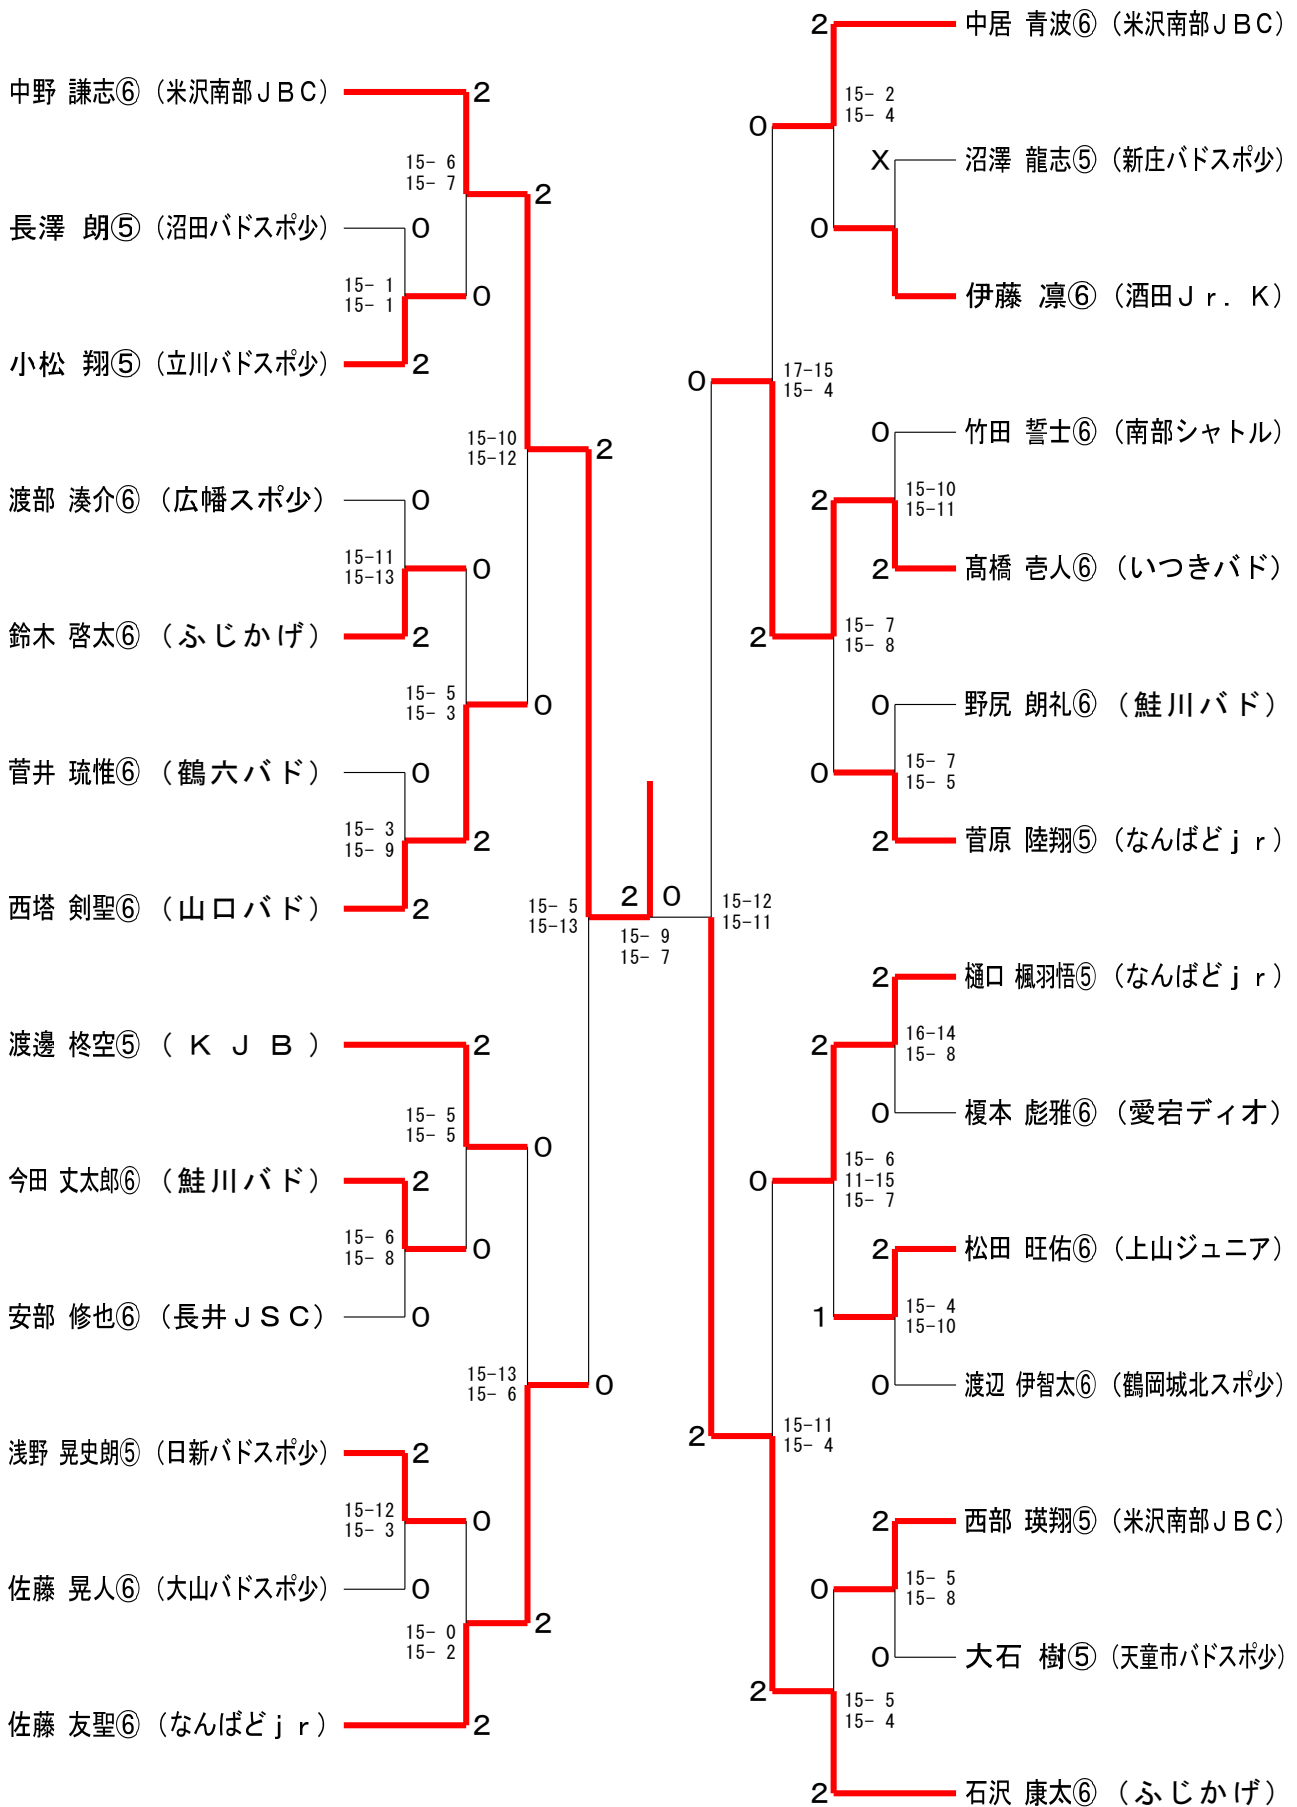 中野 謙志⑥ (米沢南部JBC) 2
15- 6
15- 7
2
長澤 朗⑤ (沼田バドスポ少) 0
15- 1
15- 1
0
小松 翔⑤ (立川バドスポ少) 2
15-10
15-12
2
渡部 湊介⑥ (広幡スポ少) 0
15-11
15-13
0
鈴木 啓太⑥ (ふじかげ) 2
15- 5
15- 3
0
菅井 琉惟⑥ (鶴六バド) 0
15- 3
15- 9
2
西塔 剣聖⑥ (山口バド) 2
15- 5
15-13
2 0
15- 9
15- 7
渡邊 柊空⑤ (KJB) 2
15- 5
15- 5
0
今田 丈太郎⑥ (鮭川バド) 2
15- 6
15- 8
0
安部 修也⑥ (長井JSC) 0
15-13
15- 6
0
浅野 晃史朗⑤ (日新バドスポ少) 2
15-12
15- 3
0
佐藤 晃人⑥ (大山バドスポ少) 0
15- 0
15- 2
2
佐藤 友聖⑥ (なんばどjr) 2
2 中居 青波⑥ (米沢南部JBC)
15- 2
15- 4
0
X 沼澤 龍志⑤ (新庄バドスポ少)
0
伊藤 凛⑥ (酒田Jr.K)
17-15
15- 4
0
0 竹田 誓士⑥ (南部シャトル)
15-10
15-11
2
2 髙橋 壱人⑥ (いつきバド)
15- 7
15- 8
2
0 野尻 朗礼⑥ (鮭川バド)
15- 7
15- 5
0
2 菅原 陸翔⑤ (なんばどjr)
15-12
15-11
2 樋口 楓羽悟⑤ (なんばどjr)
16-14
15- 8
2
0 榎本 彪雅⑥ (愛宕ディオ)
15- 6
11-15
15- 7
0
2 松田 旺佑⑥ (上山ジュニア)
15- 4
15-10
1
0 渡辺 伊智太⑥ (鶴岡城北スポ少)
15-11
15- 4
2
2 西部 瑛翔⑤ (米沢南部JBC)
15- 5
15- 8
0
0 大石 樹⑤ (天童市バドスポ少)
15- 5
15- 4
2
2 石沢 康太⑥ (ふじかげ)